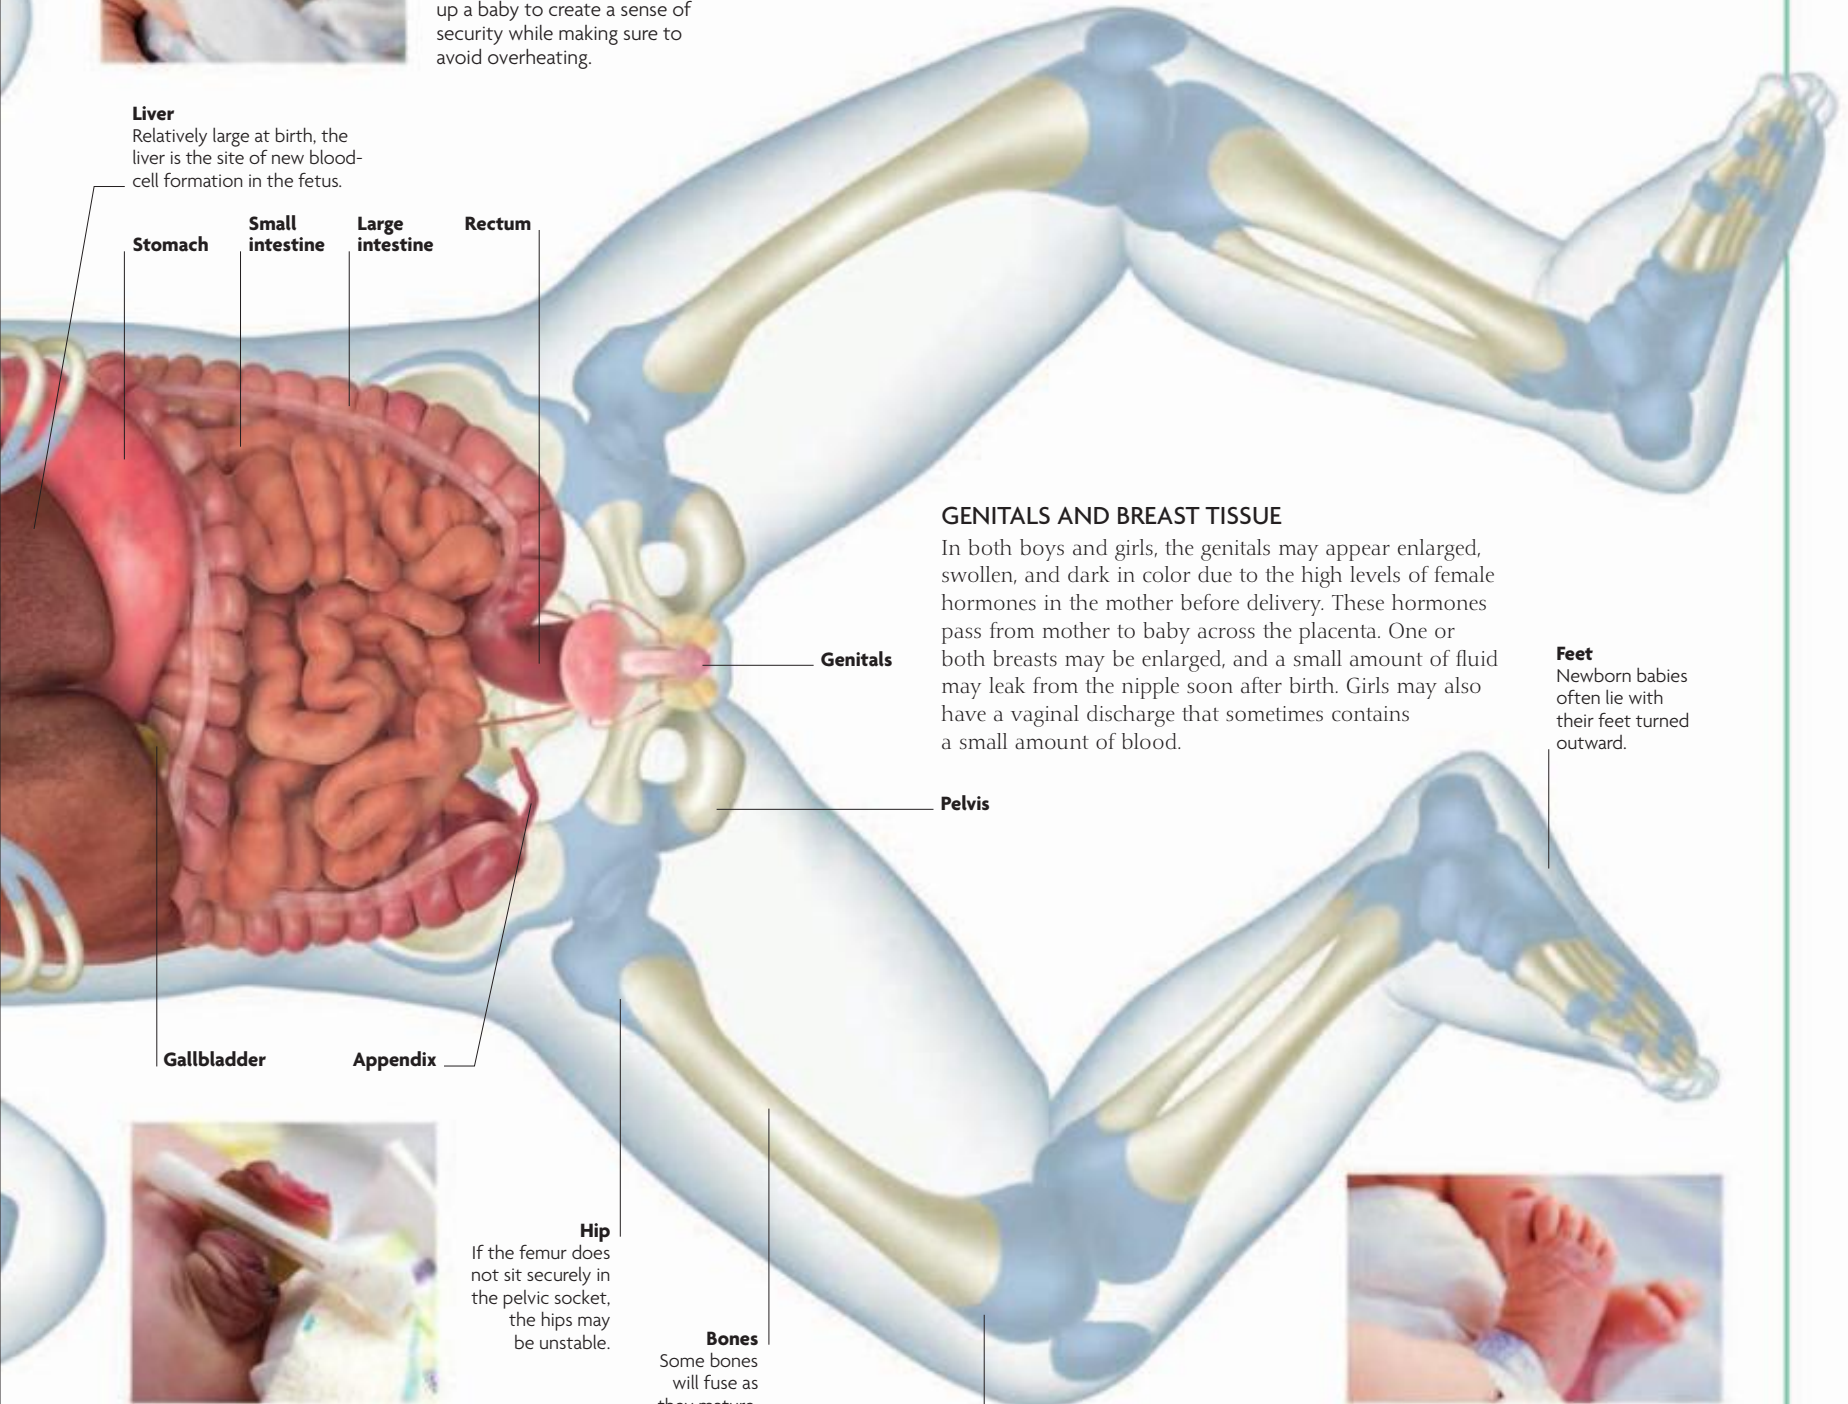 up a baby to create a sense of
security while making sure to
avoid overheating.
Liver
Relatively large at birth, the
liver is the site of new blood-
cell formation in the fetus.
Stomach
Small
intestine
Large
intestine
Rectum
GENITALS AND BREAST TISSUE
In both boys and girls, the genitals may appear enlarged,
swollen, and dark in color due to the high levels of female
hormones in the mother before delivery. These hormones
pass from mother to baby across the placenta. One or
both breasts may be enlarged, and a small amount of fluid
may leak from the nipple soon after birth. Girls may also
have a vaginal discharge that sometimes contains
a small amount of blood.
Genitals
Feet
Newborn babies
often lie with
their feet turned
outward.
Pelvis
Gallbladder
Appendix
Hip
If the femur does
not sit securely in
the pelvic socket,
the hips may
be unstable.
Bones
Some bones
will fuse as
they mature.